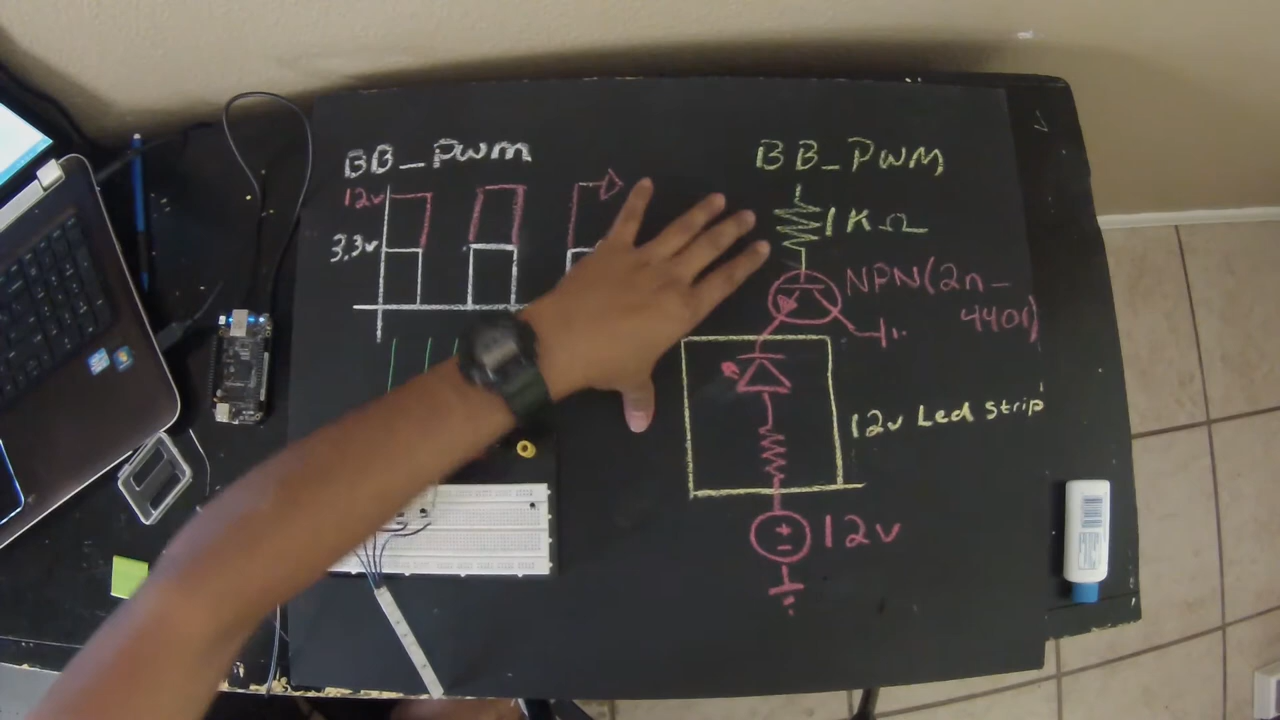 BB_PWM
12v
3.3v
BB_PWM
1KΩ
NPN(2n-
4401)
12v Led Strip
12v